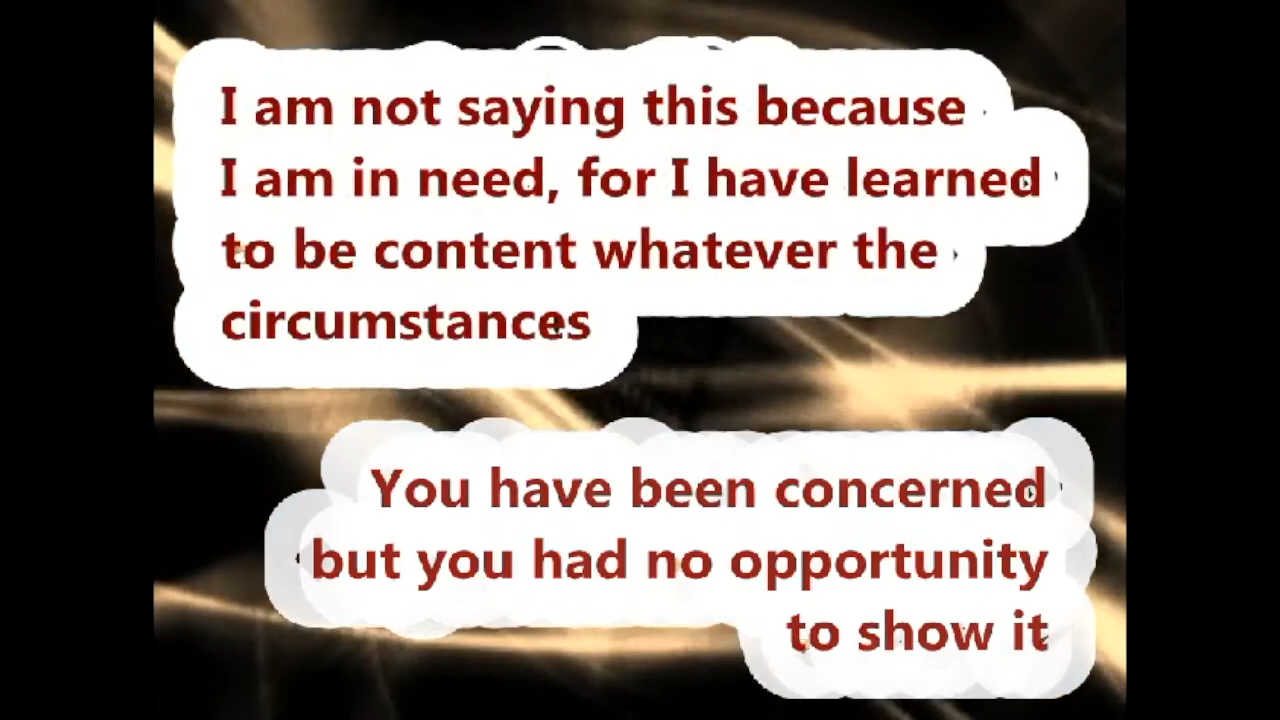 I am not saying this because
I am in need, for I have learned
to be content whatever the
circumstances
You have been concerned
but you had no opportunity
to show it